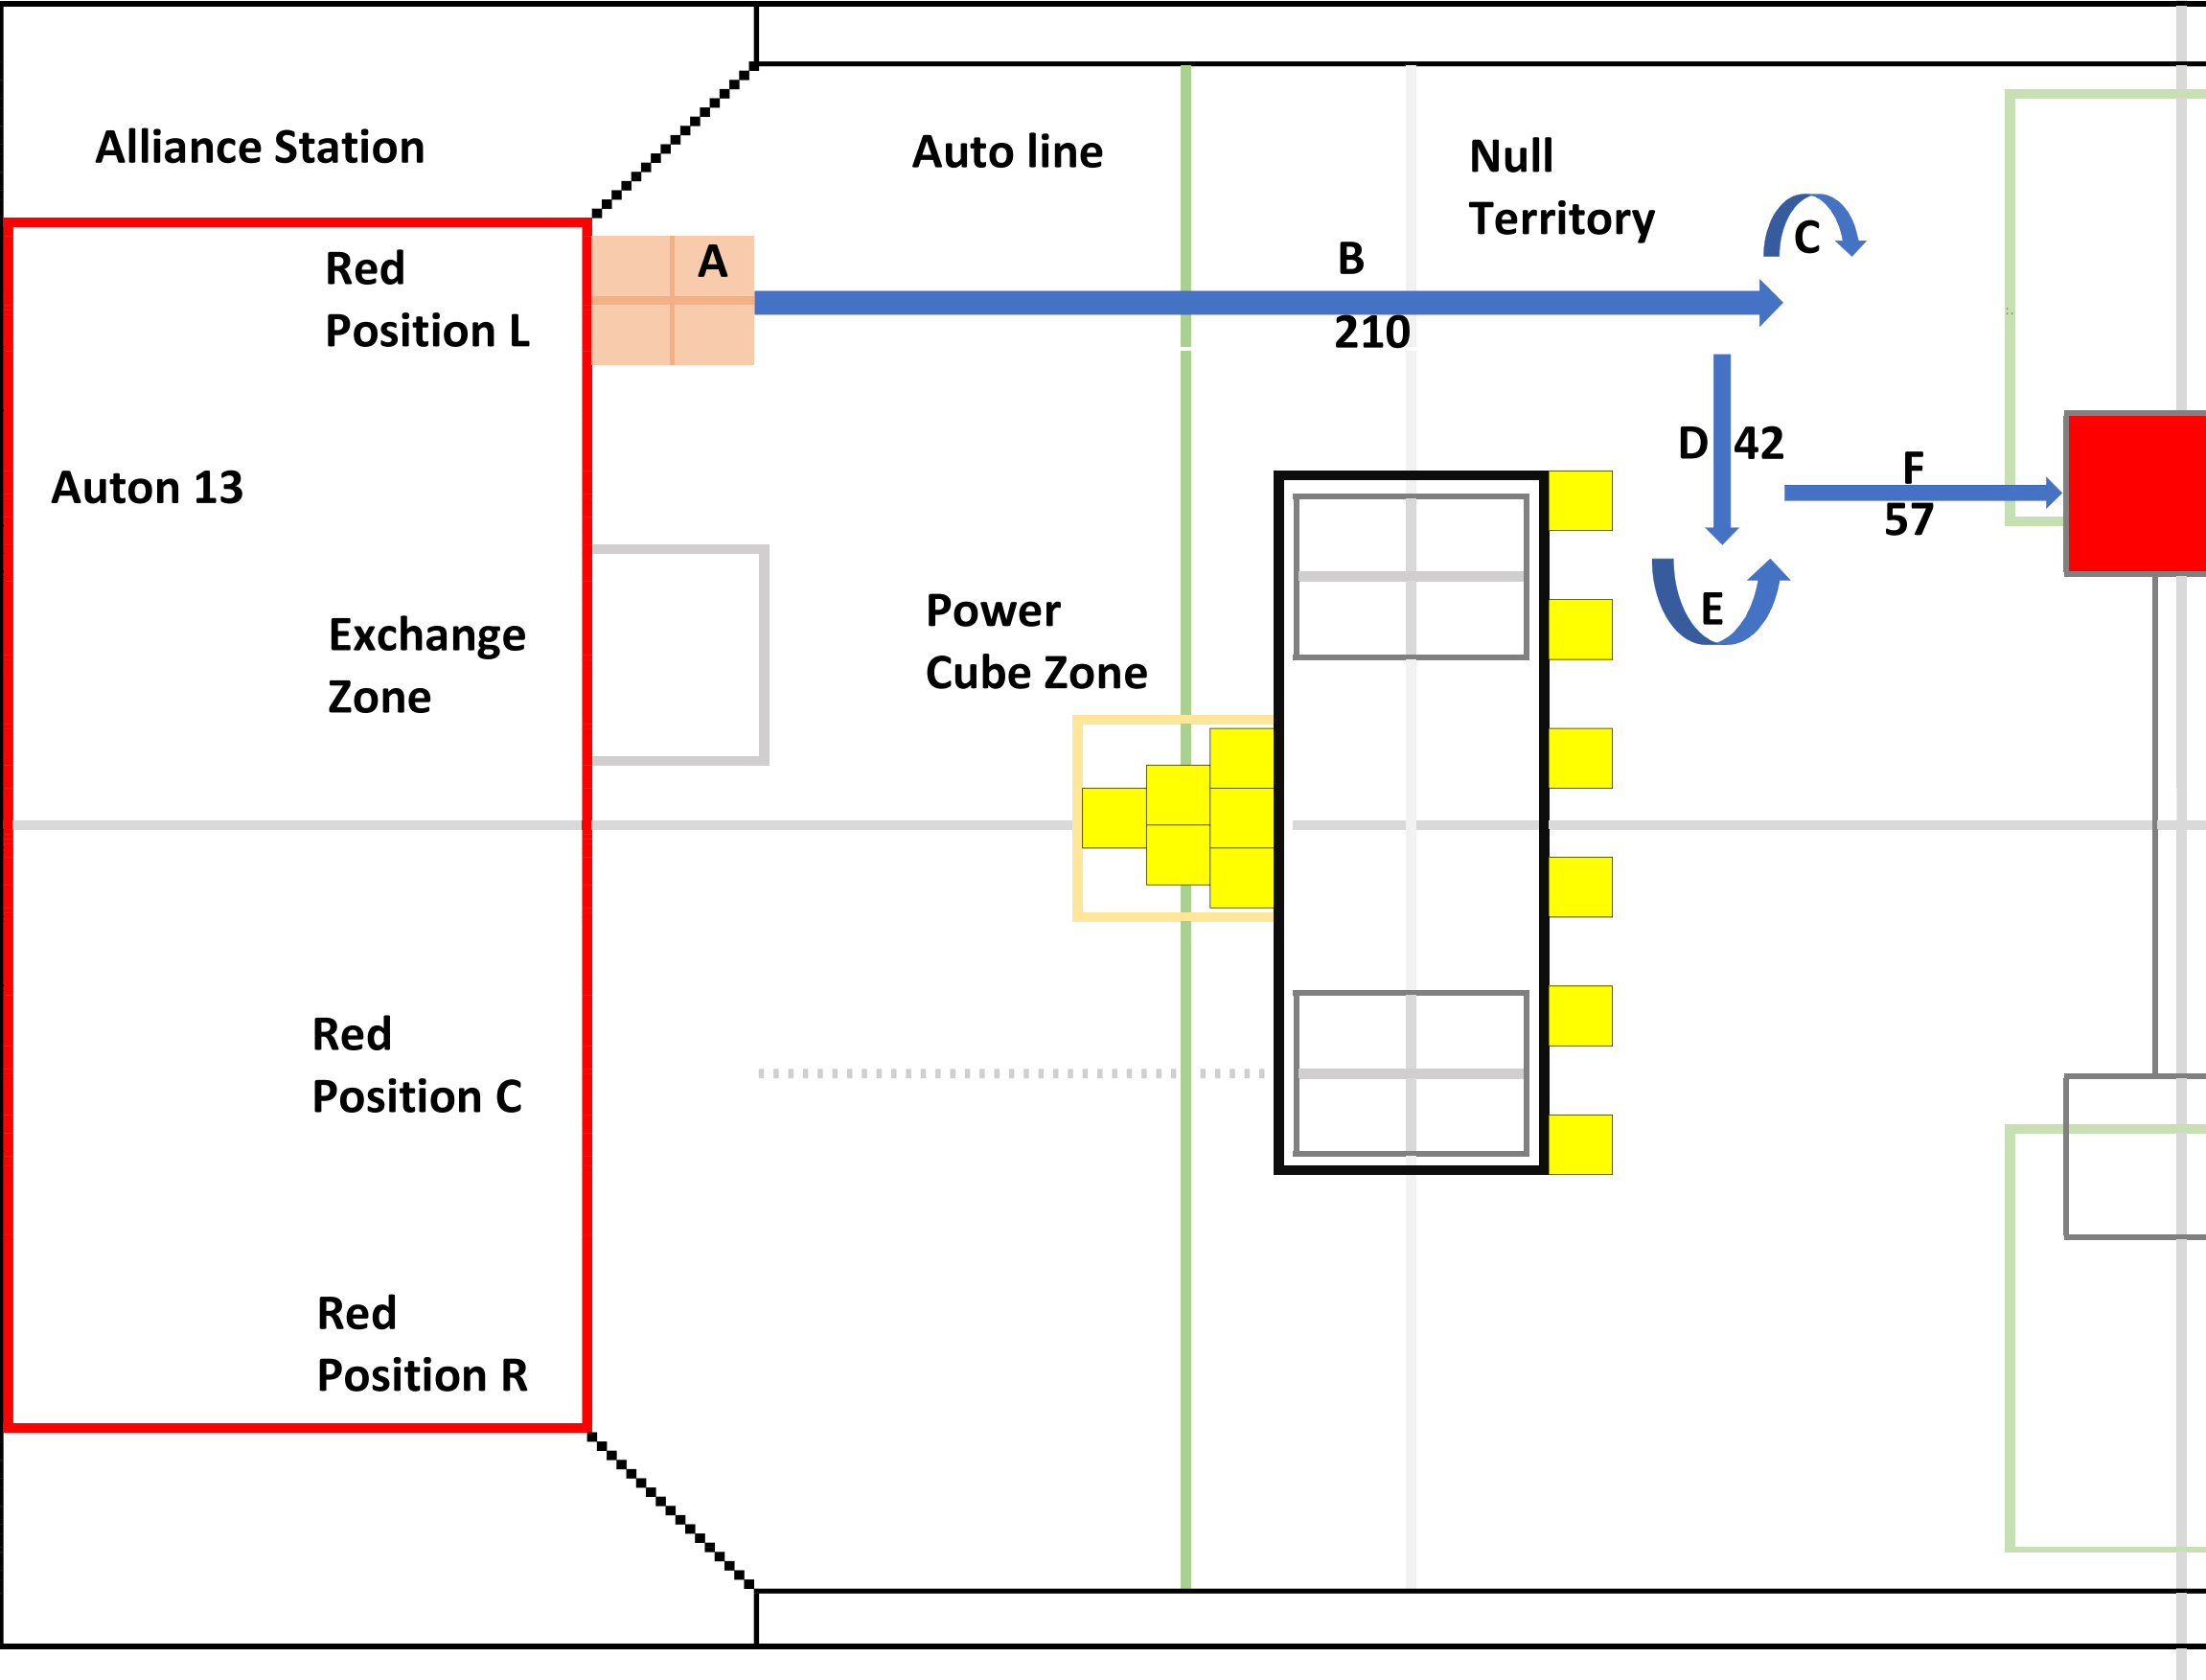 Alliance Station
Auto line
Null
Territory
Red
Position L
A
B
210
C
D 42
F
57
Auton 13
E
Exchange
Zone
Power
Cube Zone
Red
Position C
Red
Position R